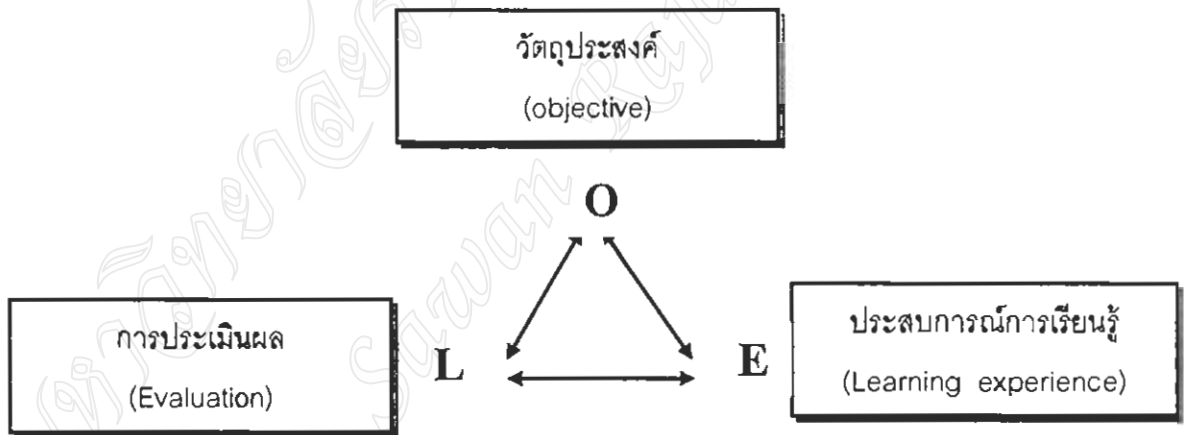 วัตถุประสงค์
(objective)
O
การประเมินผล
(Evaluation)
L
E
ประสบการณ์การเรียนรู้
(Learning experience)